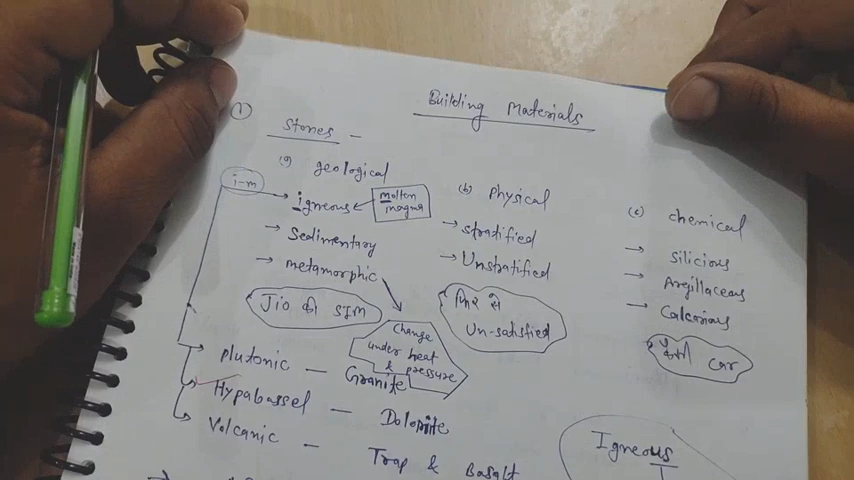 Building Materials
① Stones -
(a) geological
i-m → igneous ← molten magma
→ Sedimentary
→ metamorphic
Jio की SIM
Change under heat & pressure
(b) Physical
→ stratified
→ Unstratified
फिर से
Un-satisfied
(c) chemical
→ Silicious
→ Argillaceous
→ Calcarious
car
→ Plutonic - Granite
→ Hypabassel - Dolomite
→ Volcanic - Trap & Basalt
Igneous
I